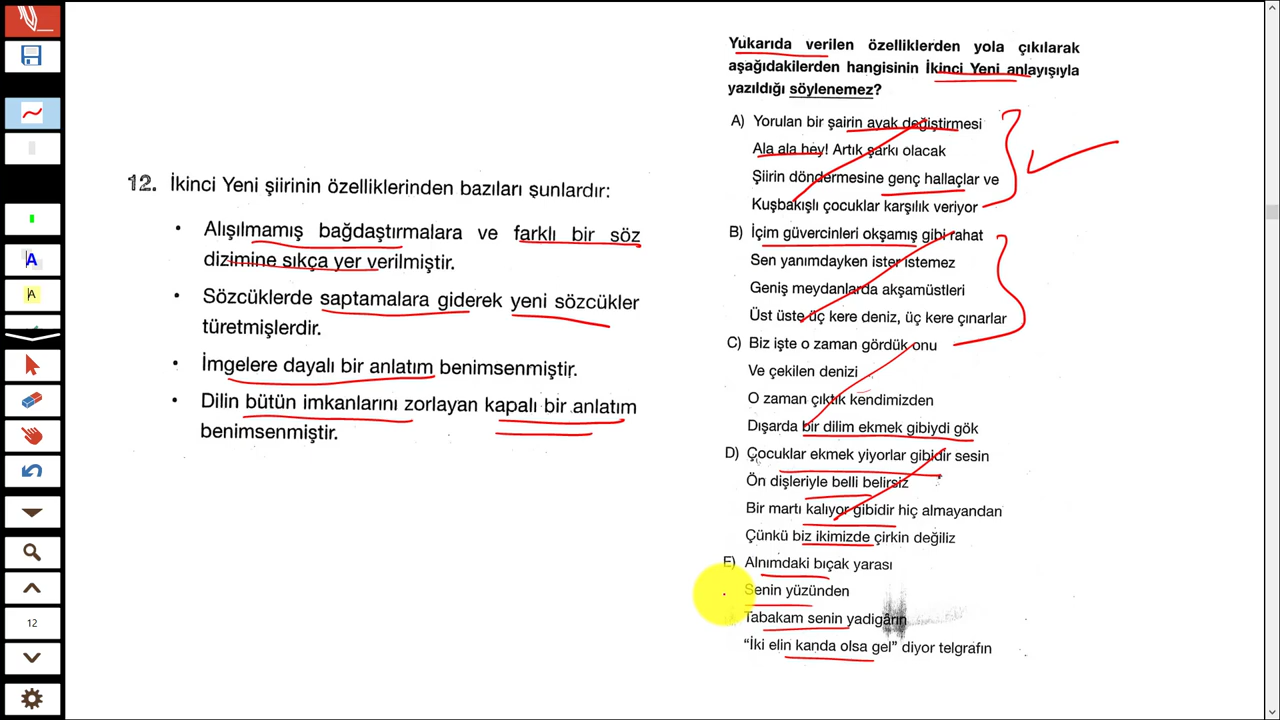 12. İkinci Yeni şiirinin özelliklerinden bazıları şunlardır:
• Alışılmamış bağdaştırmalara ve farklı bir söz
dizimine sıkça yer verilmiştir.
• Sözcüklerde saptamalara giderek yeni sözcükler
türetmişlerdir.
• İmgelere dayalı bir anlatım benimsenmiştir.
• Dilin bütün imkanlarını zorlayan kapalı bir anlatım
benimsenmiştir.
Yukarıda verilen özelliklerden yola çıkılarak
aşağıdakilerden hangisinin İkinci Yeni anlayışıyla
yazıldığı söylenemez?
A) Yorulan bir şairin ayak değiştirmesi
Ala ala hey! Artık şarkı olacak
Şiirin döndermesine genç hallaçlar ve
Kuşbakışlı çocuklar karşılık veriyor
B) İçim güvercinleri okşamış gibi rahat
Sen yanımdayken ister istemez
Geniş meydanlarda akşamüstleri
Üst üste üç kere deniz, üç kere çınarlar
C) Biz işte o zaman gördük onu
Ve çekilen denizi
O zaman çıktık kendimizden
Dışarda bir dilim ekmek gibiydi gök
D) Çocuklar ekmek yiyorlar gibidir sesin
Ön dişleriyle belli belirsiz
Bir martı kalıyor gibidir hiç almayandan
Çünkü biz ikimizde çirkin değiliz
E) Alnımdaki bıçak yarası
Senin yüzünden
Tabakam senin yadigârın
“İki elin kanda olsa gel” diyor telgrafın
A
A
12